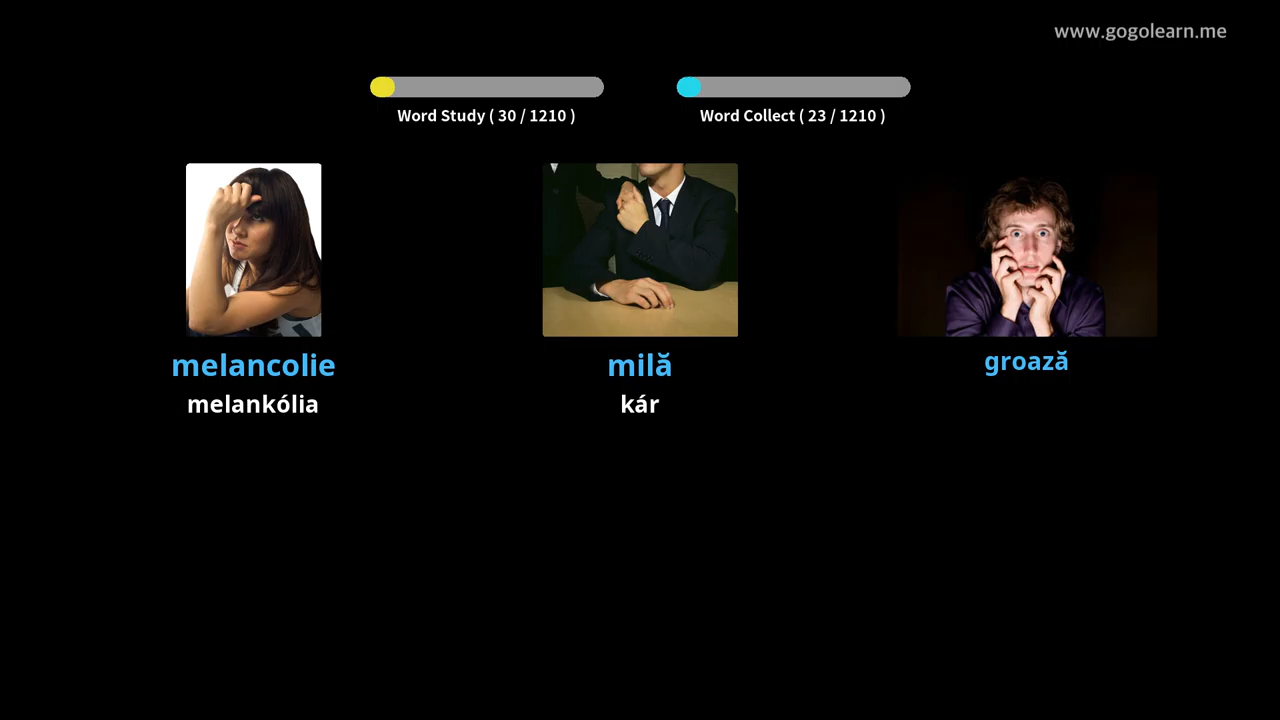 www.gogolearn.me
Word Study ( 30 / 1210 )
Word Collect ( 23 / 1210 )
melancolie
melankólia
milă
kár
groază